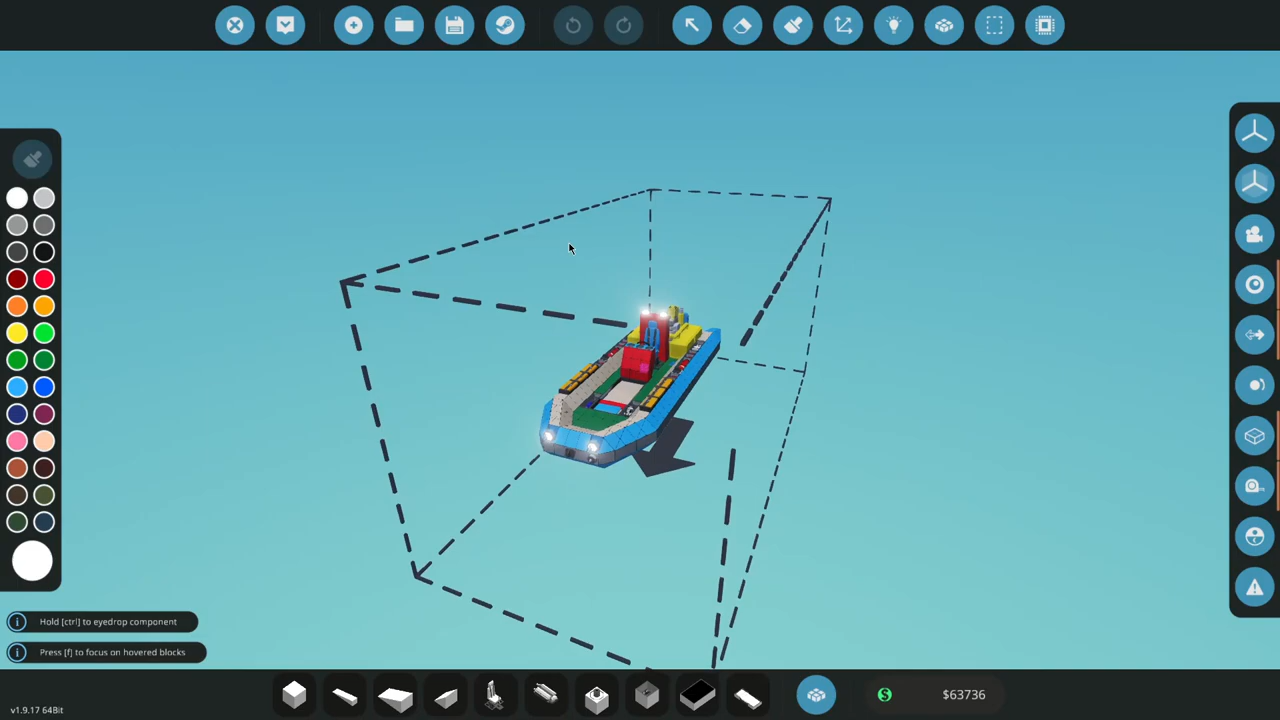 Hold [ctrl] to eyedrop component
Press [f] to focus on hovered blocks
$63736
v1.9.17 64Bit